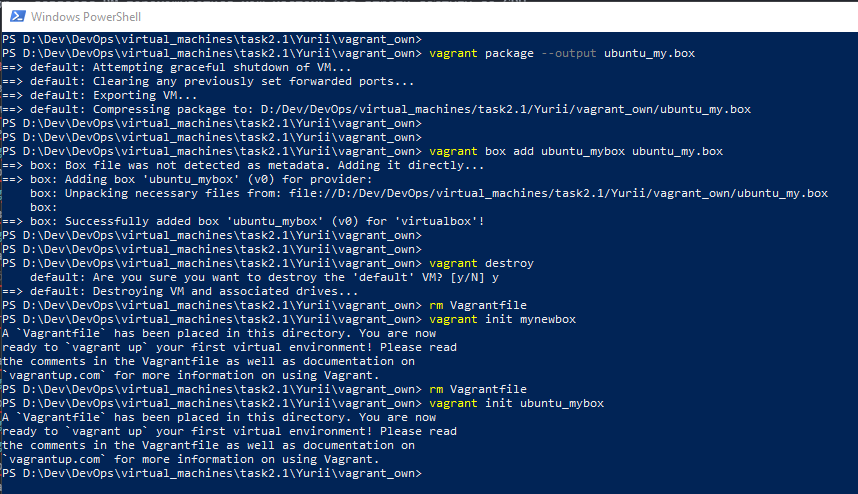 Windows PowerShell
PS D:\Dev\DevOps\virtual_machines\task2.1\Yurii\vagrant_own>
PS D:\Dev\DevOps\virtual_machines\task2.1\Yurii\vagrant_own> vagrant package --output ubuntu_my.box
==> default: Attempting graceful shutdown of VM...
==> default: Clearing any previously set forwarded ports...
==> default: Exporting VM...
==> default: Compressing package to: D:/Dev/DevOps/virtual_machines/task2.1/Yurii/vagrant_own/ubuntu_my.box
PS D:\Dev\DevOps\virtual_machines\task2.1\Yurii\vagrant_own>
PS D:\Dev\DevOps\virtual_machines\task2.1\Yurii\vagrant_own>
PS D:\Dev\DevOps\virtual_machines\task2.1\Yurii\vagrant_own> vagrant box add ubuntu_mybox ubuntu_my.box
==> box: Box file was not detected as metadata. Adding it directly...
==> box: Adding box 'ubuntu_mybox' (v0) for provider:
    box: Unpacking necessary files from: file://D:/Dev/DevOps/virtual_machines/task2.1/Yurii/vagrant_own/ubuntu_my.box
    box:
==> box: Successfully added box 'ubuntu_mybox' (v0) for 'virtualbox'!
PS D:\Dev\DevOps\virtual_machines\task2.1\Yurii\vagrant_own>
PS D:\Dev\DevOps\virtual_machines\task2.1\Yurii\vagrant_own>
PS D:\Dev\DevOps\virtual_machines\task2.1\Yurii\vagrant_own> vagrant destroy
    default: Are you sure you want to destroy the 'default' VM? [y/N] y
==> default: Destroying VM and associated drives...
PS D:\Dev\DevOps\virtual_machines\task2.1\Yurii\vagrant_own> rm Vagrantfile
PS D:\Dev\DevOps\virtual_machines\task2.1\Yurii\vagrant_own> vagrant init mynewbox
A `Vagrantfile` has been placed in this directory. You are now
ready to `vagrant up` your first virtual environment! Please read
the comments in the Vagrantfile as well as documentation on
`vagrantup.com` for more information on using Vagrant.
PS D:\Dev\DevOps\virtual_machines\task2.1\Yurii\vagrant_own> rm Vagrantfile
PS D:\Dev\DevOps\virtual_machines\task2.1\Yurii\vagrant_own> vagrant init ubuntu_mybox
A `Vagrantfile` has been placed in this directory. You are now
ready to `vagrant up` your first virtual environment! Please read
the comments in the Vagrantfile as well as documentation on
`vagrantup.com` for more information on using Vagrant.
PS D:\Dev\DevOps\virtual_machines\task2.1\Yurii\vagrant_own>